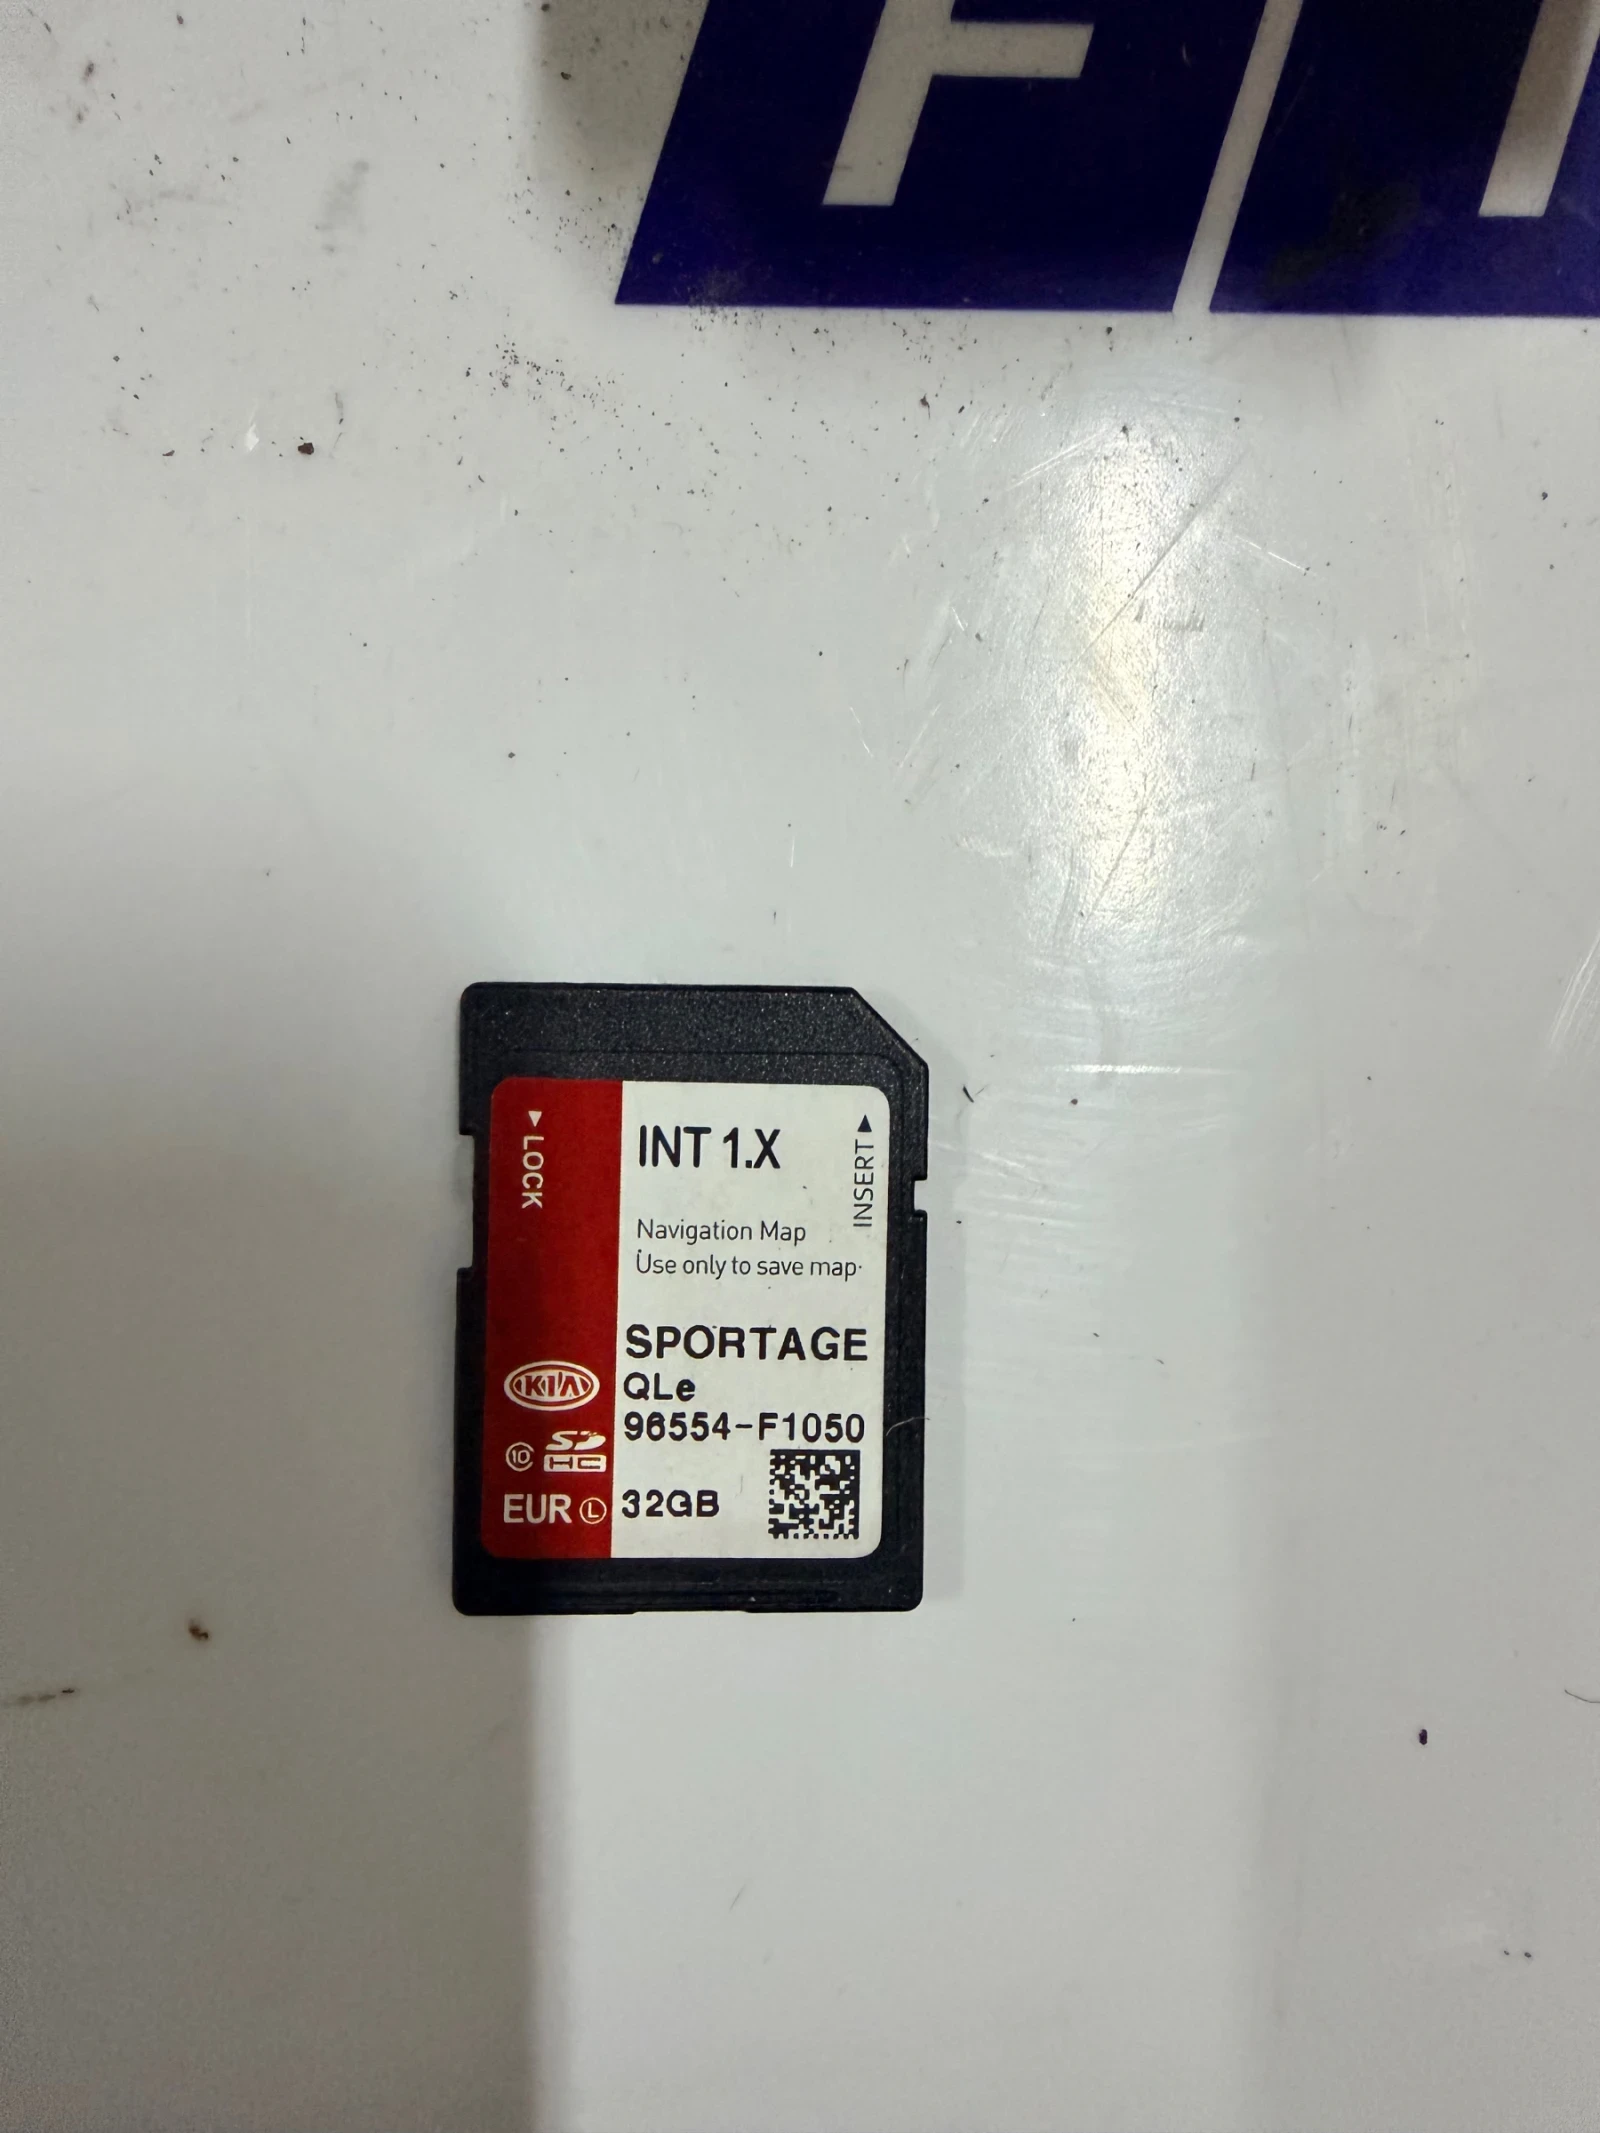 LOCK
INT 1.X
INSERT
Navigation Map
Use only to save map.
SPORTAGE
KIA
QLe
96554-F1050
10
SD
HC
EUR L 32GB